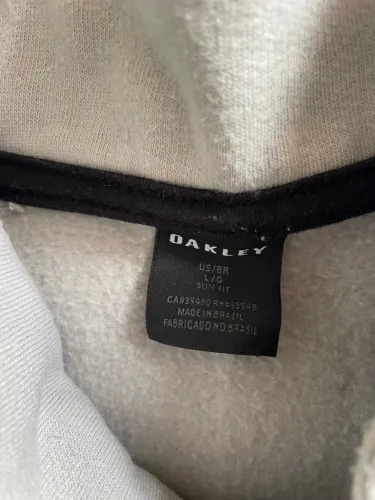 OAKLEY
US/BR
L/G
SLIM FIT
MADE IN BRAZIL
FABRICADO NO BRASIL